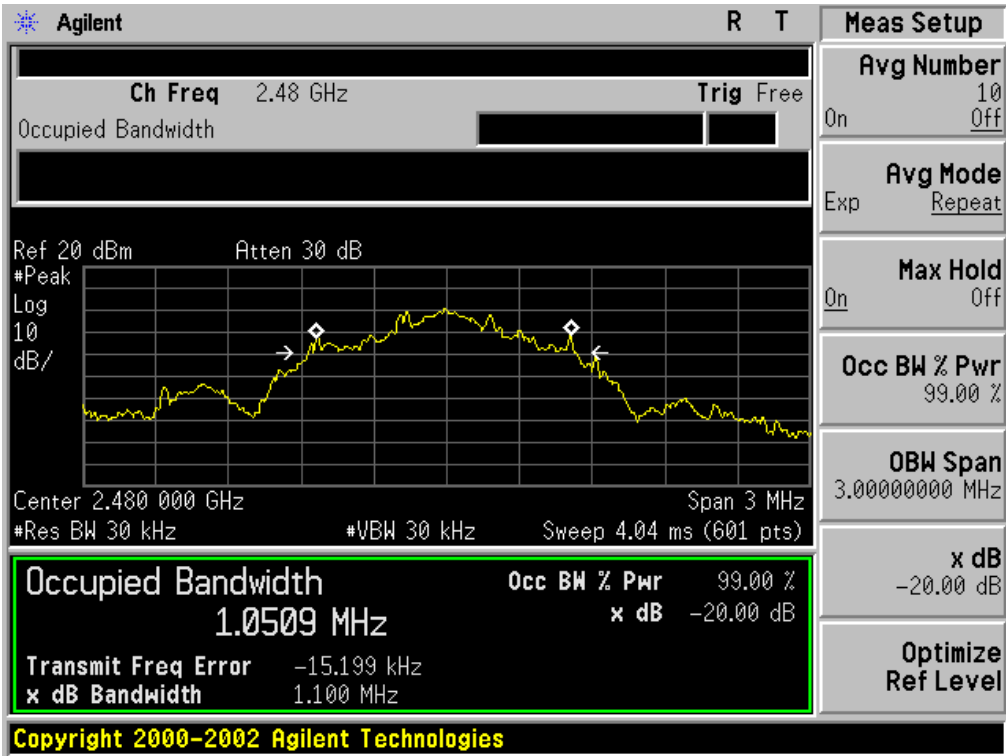 Agilent R T
Meas Setup
Ch Freq 2.48 GHz Trig Free
Occupied Bandwidth
Ref 20 dBm Atten 30 dB
#Peak
Log
10
dB/
Center 2.480 000 GHz Span 3 MHz
#Res BW 30 kHz #VBW 30 kHz Sweep 4.04 ms (601 pts)
Occupied Bandwidth Occ BW % Pwr 99.00 %
1.0509 MHz x dB -20.00 dB
Transmit Freq Error -15.199 kHz
x dB Bandwidth 1.100 MHz
Copyright 2000-2002 Agilent Technologies
Avg Number
10
On Off
Avg Mode
Exp Repeat
Max Hold
On Off
Occ BW % Pwr
99.00 %
OBW Span
3.00000000 MHz
x dB
-20.00 dB
Optimize
Ref Level